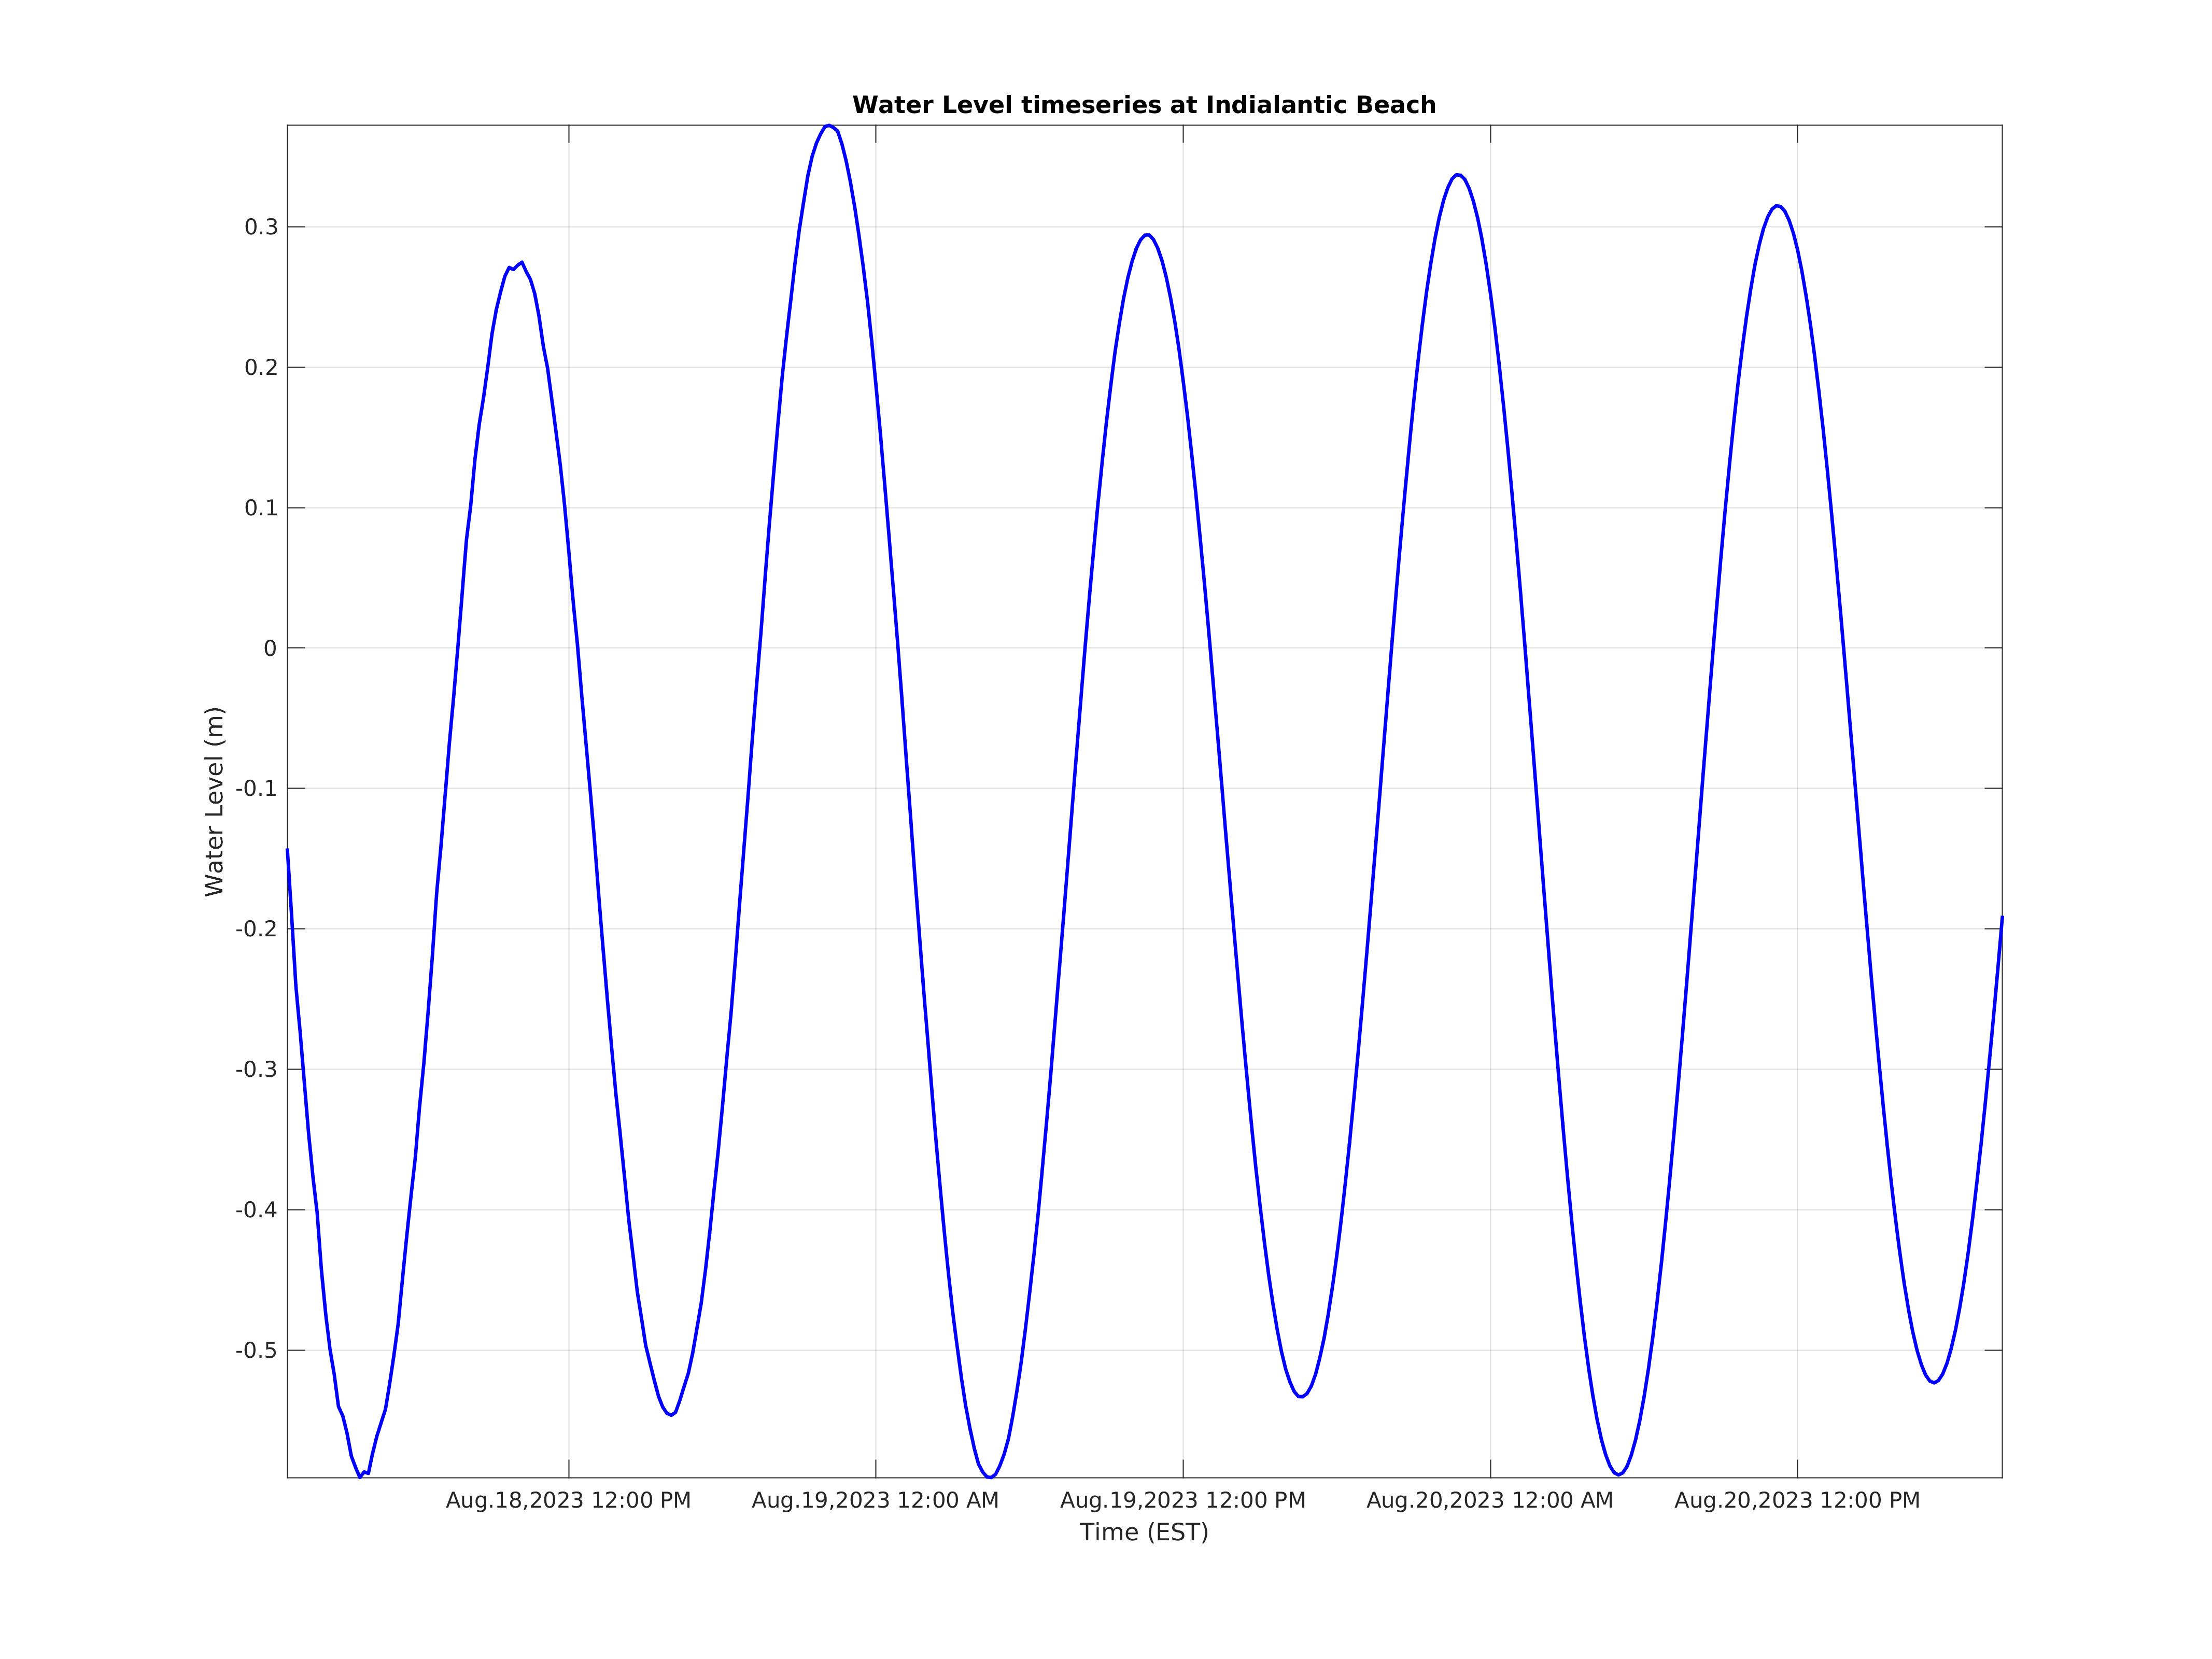 Water Level timeseries at Indialantic Beach
0.3
0.2
0.1
0
-0.1
-0.2
-0.3
-0.4
-0.5
Water Level (m)
Aug.18,2023 12:00 PM
Aug.19,2023 12:00 AM
Aug.19,2023 12:00 PM
Aug.20,2023 12:00 AM
Aug.20,2023 12:00 PM
Time (EST)